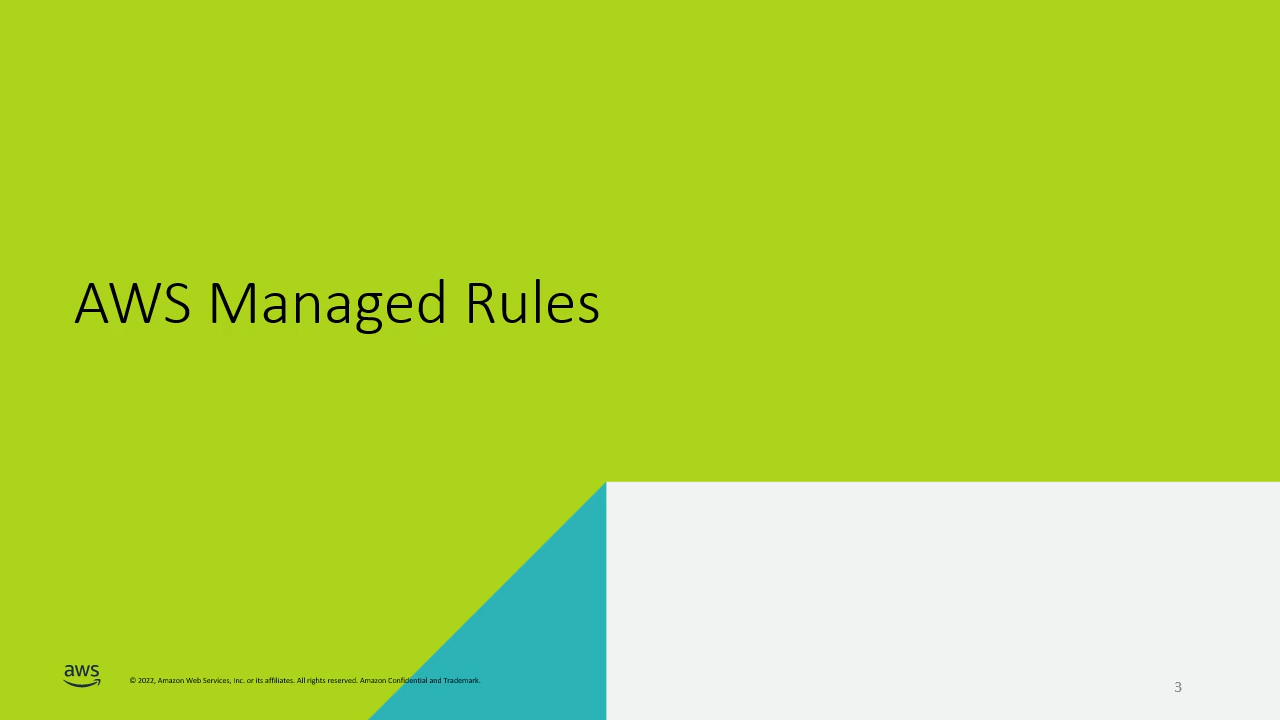 AWS Managed Rules
aws
© 2022, Amazon Web Services, Inc. or its affiliates. All rights reserved. Amazon Confidential and Trademark.
3